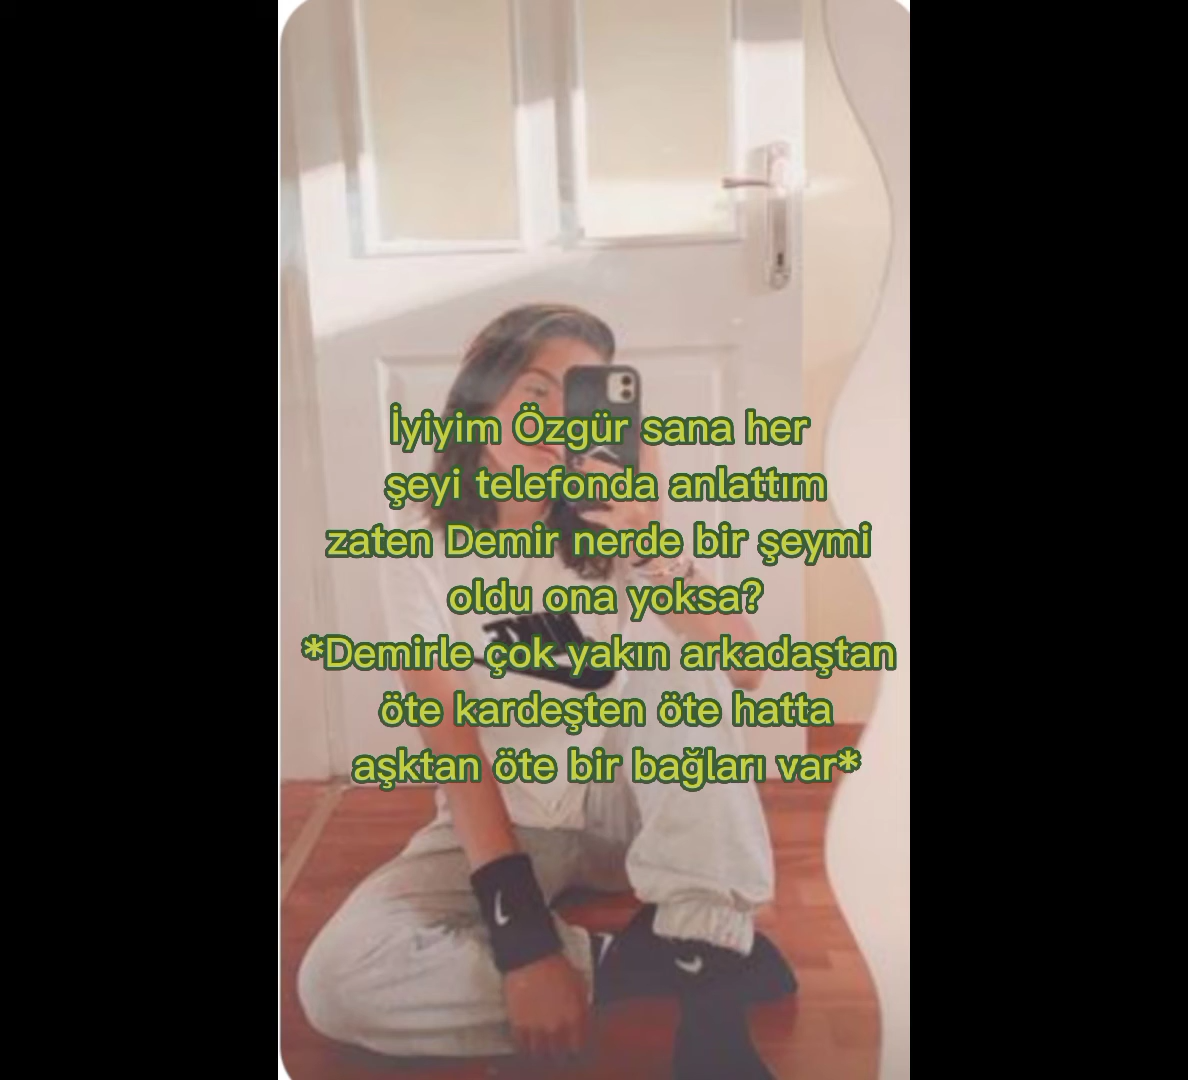 İyiyim Özgür sana her
şeyi telefonda anlattım
zaten Demir nerde bir şeymi
oldu ona yoksa?
*Demirle çok yakın arkadaştan
öte kardeşten öte hatta
aşktan öte bir bağları var*